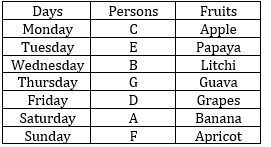 Days Persons Fruits
Monday C Apple
Tuesday E Papaya
Wednesday B Litchi
Thursday G Guava
Friday D Grapes
Saturday A Banana
Sunday F Apricot